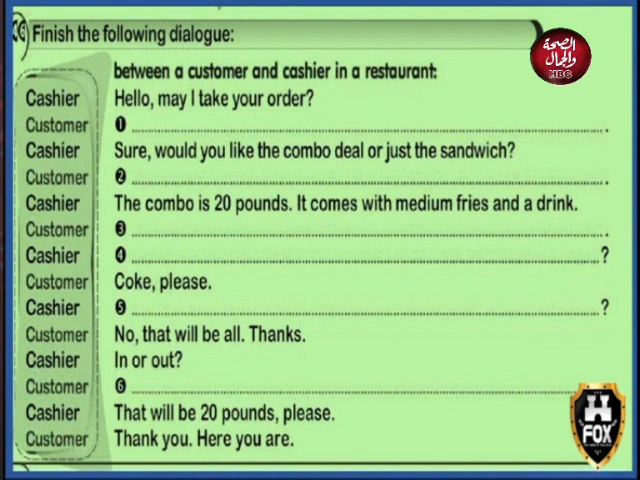 Finish the following dialogue:
الصحة
والجمال
MBC
between a customer and cashier in a restaurant:
Cashier Hello, may I take your order?
Customer ❶ .
Cashier Sure, would you like the combo deal or just the sandwich?
Customer ❷ .
Cashier The combo is 20 pounds. It comes with medium fries and a drink.
Customer ❸ .
Cashier ❹ ?
Customer Coke, please.
Cashier ❺ ?
Customer No, that will be all. Thanks.
Cashier In or out?
Customer ❻
Cashier That will be 20 pounds, please.
Customer Thank you. Here you are.
FOX